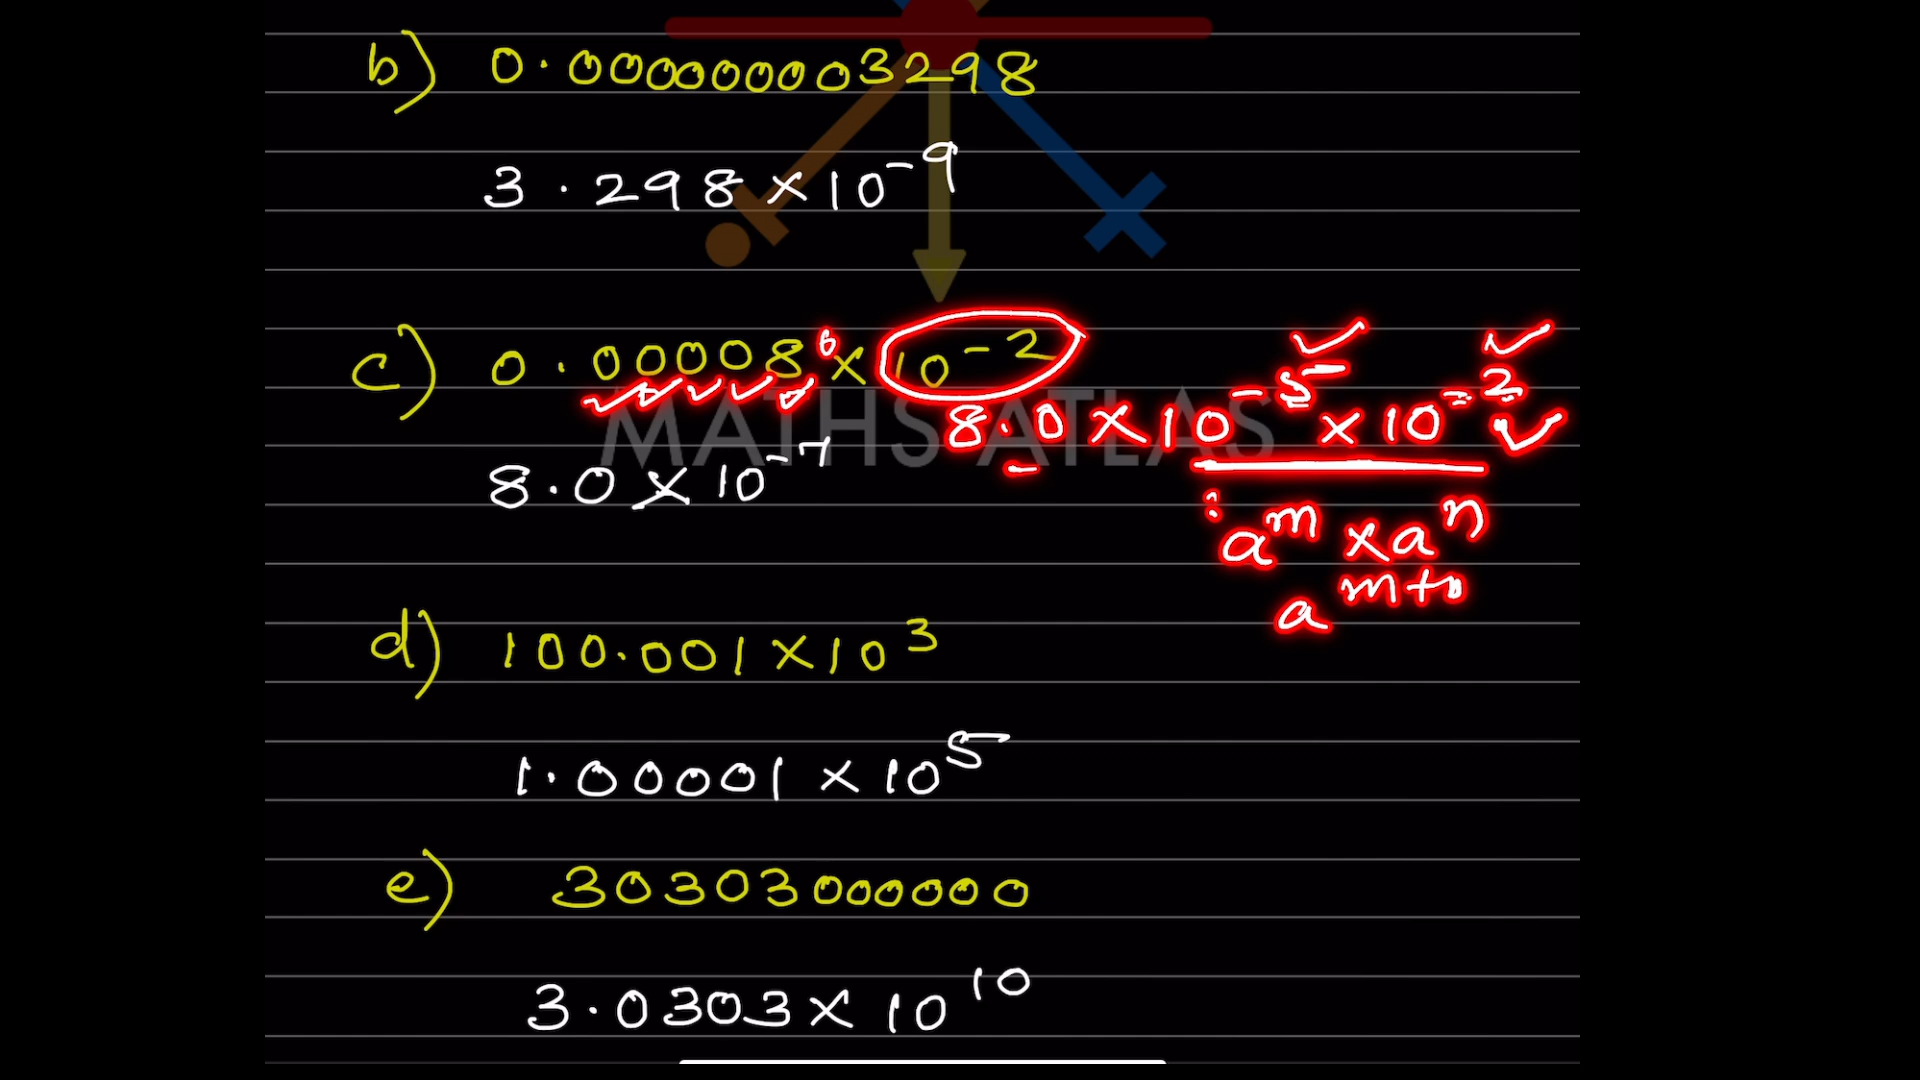 b) 0.000000003298
3.298 × 10⁻⁹
c) 0.00008⁰ × 10⁻²
8.0 × 10⁻⁵ × 10⁻²
MATHS ATLAS
8.0 × 10⁻⁷
aᵐ × aⁿ
aᵐ⁺ⁿ
d) 100.001 × 10³
1.00001 × 10⁵
e) 30303000000
3.0303 × 10¹⁰